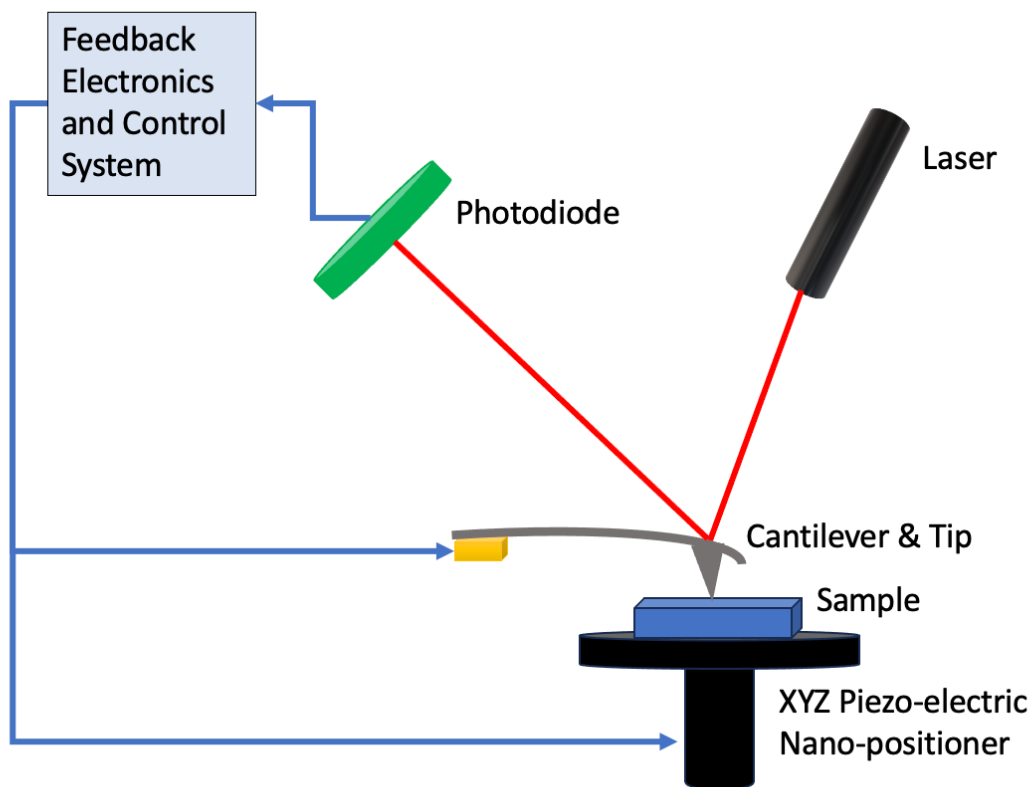 Feedback
Electronics
and Control
System
Laser
Photodiode
Cantilever & Tip
Sample
XYZ Piezo-electric
Nano-positioner